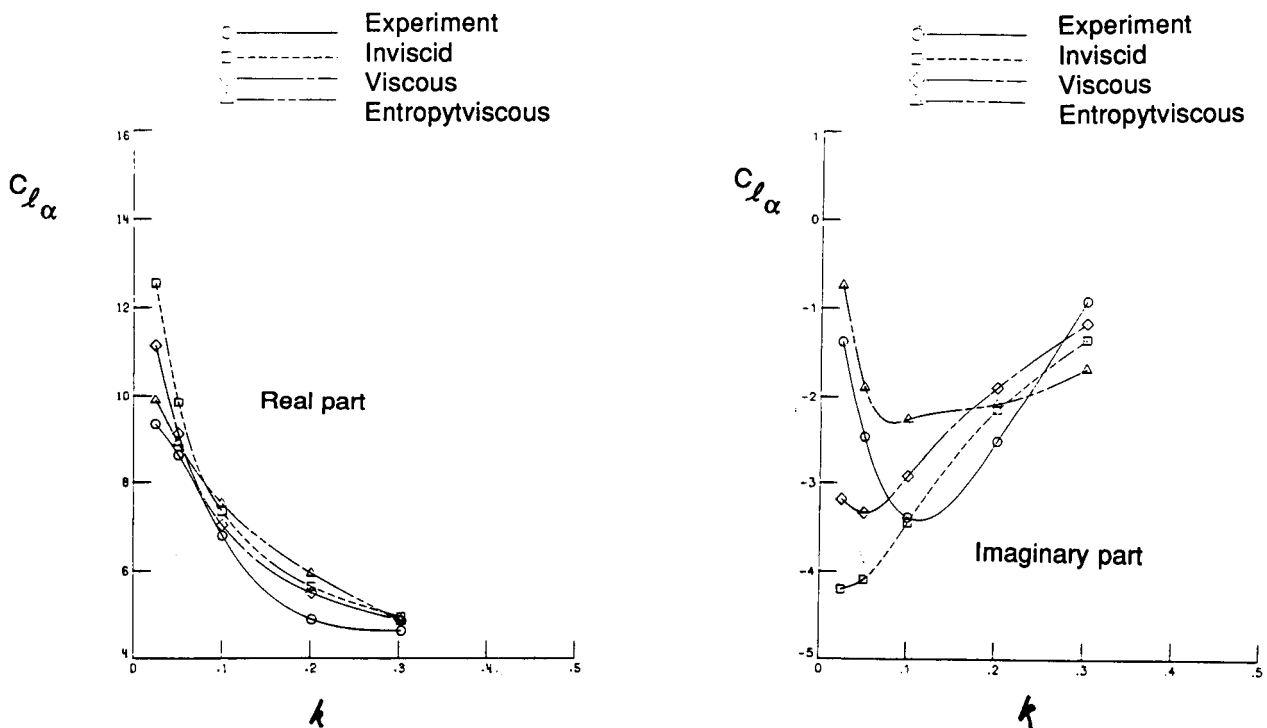 Experiment
Inviscid
Viscous
Entropytviscous
16
14
12
10
8
6
4
0
.1
.2
.3
.4
.5
C ℓ α
Real part
k
Experiment
Inviscid
Viscous
Entropytviscous
1
0
-1
-2
-3
-4
-5
0
.1
.2
.3
.4
.5
C ℓ α
Imaginary part
k